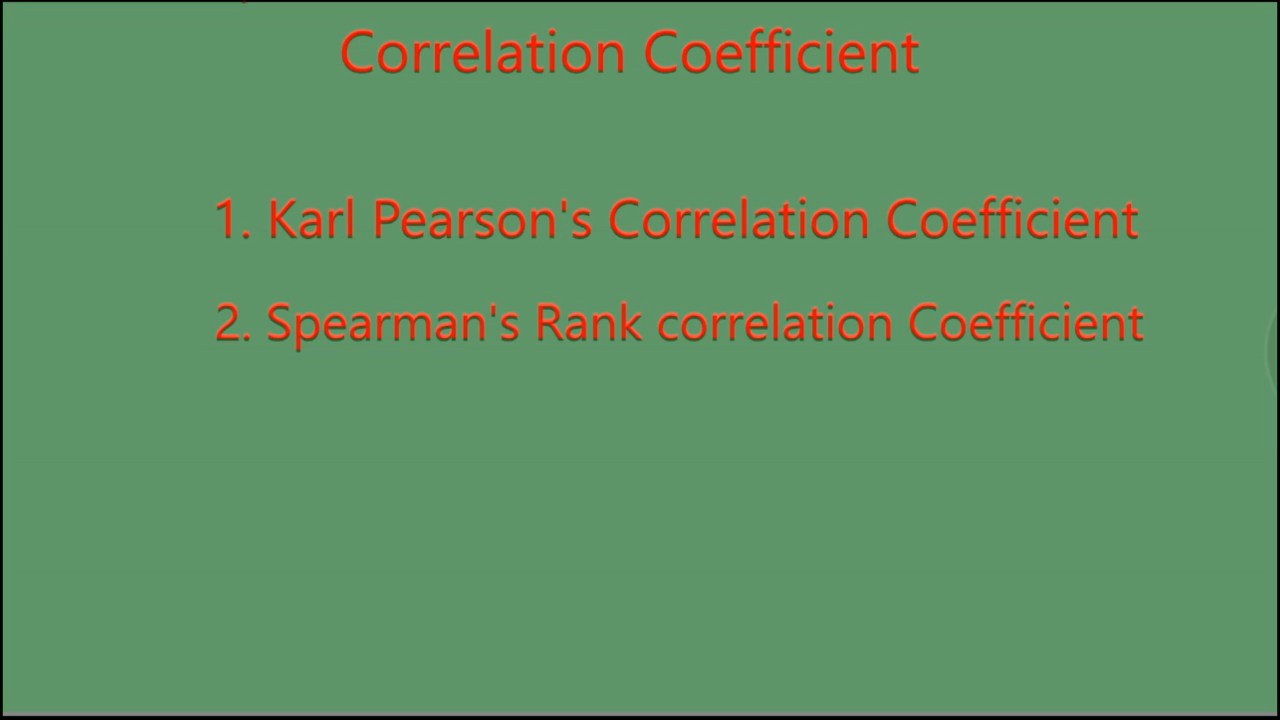 Correlation Coefficient
1. Karl Pearson's Correlation Coefficient
2. Spearman's Rank correlation Coefficient